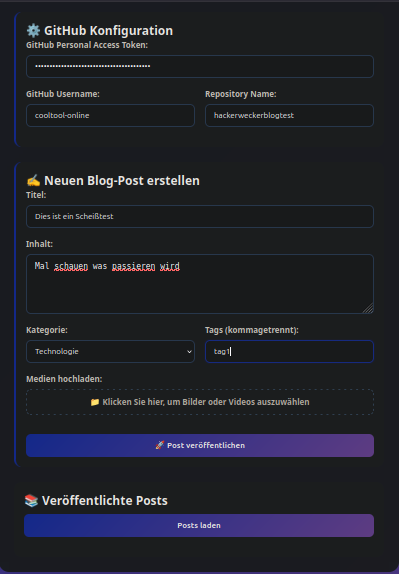 ⚙️ GitHub Konfiguration
GitHub Personal Access Token:
••••••••••••••••••••••••••••••••••••••••
GitHub Username: Repository Name:
cooltool-online hackerweckerblogtest
✍️ Neuen Blog-Post erstellen
Titel:
Dies ist ein Scheißtest
Inhalt:
Mal schauen was passieren wird
Kategorie: Tags (kommagetrennt):
Technologie tag1
Medien hochladen:
📁 Klicken Sie hier, um Bilder oder Videos auszuwählen
🚀 Post veröffentlichen
📚 Veröffentlichte Posts
Posts laden